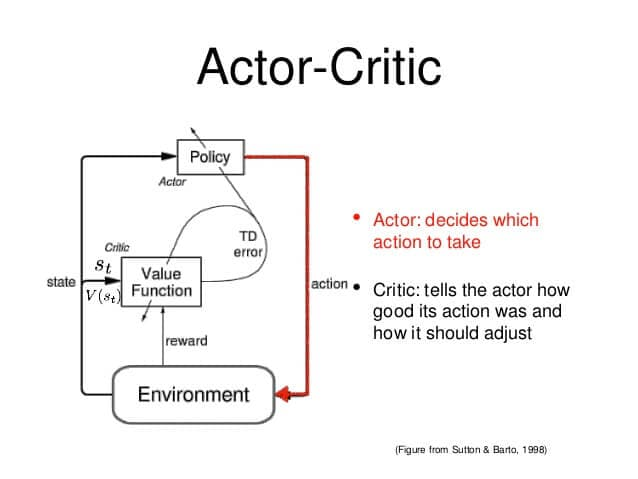 Actor-Critic
Policy
Actor
TD
error
Critic
s_t
state
V(s_t)
Value
Function
action
reward
Environment
• Actor: decides which
action to take
• Critic: tells the actor how
good its action was and
how it should adjust
(Figure from Sutton & Barto, 1998)